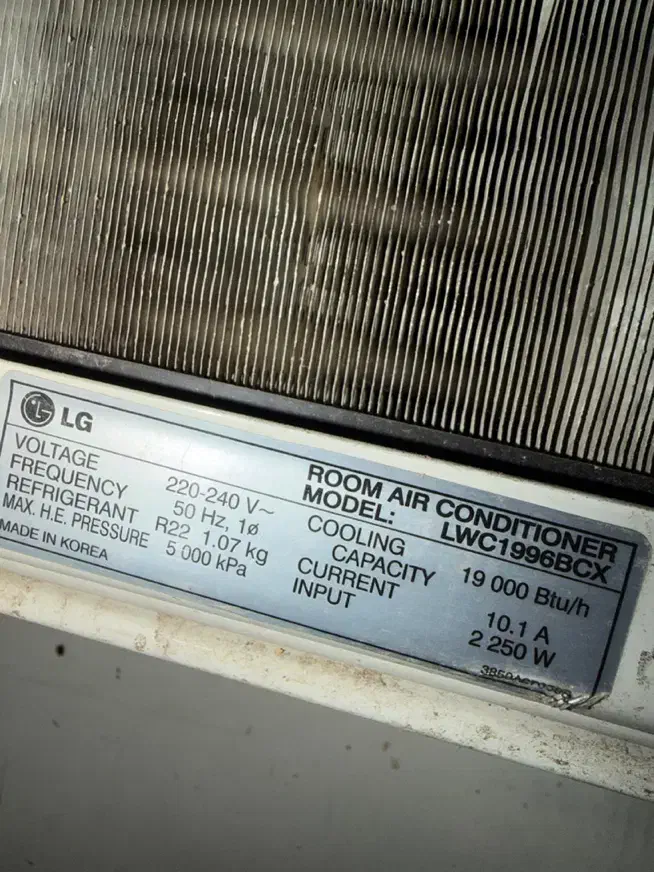 LG
ROOM AIR CONDITIONER
MODEL: LWC1996BCX
VOLTAGE 220-240 V~
FREQUENCY 50 Hz, 1ø
REFRIGERANT R22 1.07 kg
MAX. H.E. PRESSURE 5 000 kPa
MADE IN KOREA
COOLING
CAPACITY 19 000 Btu/h
CURRENT 10.1 A
INPUT 2 250 W